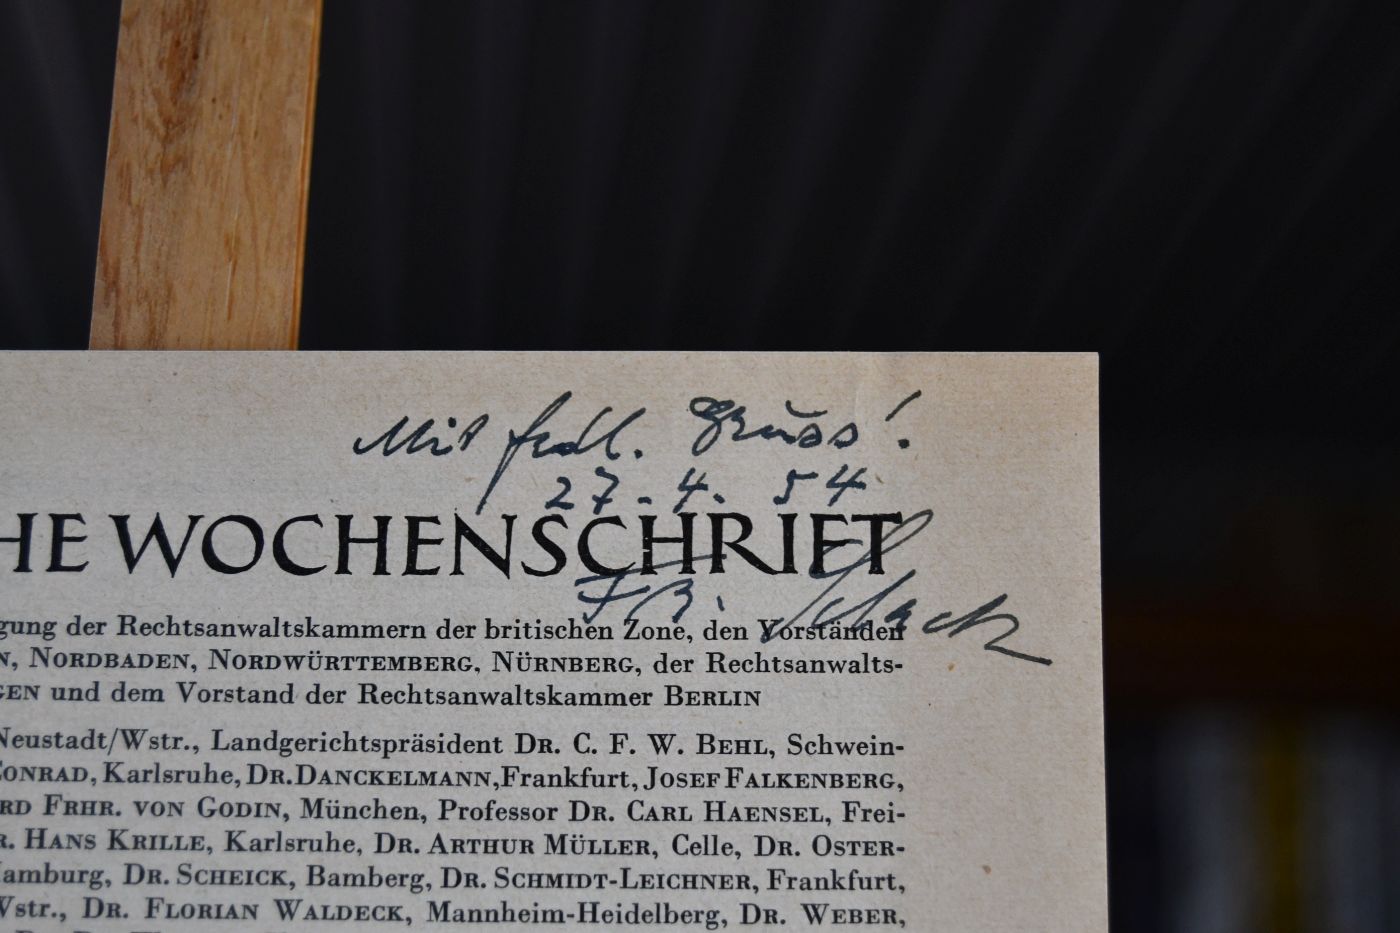 Mit frdl. Gruss!
27.4.54
HE WOCHENSCHRIFT
Fr. Schack
gung der Rechtsanwaltskammern der britischen Zone, den Vorständen
N, NORDBADEN, NORDWÜRTTEMBERG, NÜRNBERG, der Rechtsanwalts-
GEN und dem Vorstand der Rechtsanwaltskammer BERLIN
Neustadt/Wstr., Landgerichtspräsident DR. C. F. W. BEHL, Schwein-
CONRAD, Karlsruhe, DR. DANCKELMANN, Frankfurt, JOSEF FALKENBERG,
RD FRHR. VON GODIN, München, Professor DR. CARL HAENSEL, Frei-
R. HANS KRILLE, Karlsruhe, DR. ARTHUR MÜLLER, Celle, DR. OSTER-
Hamburg, DR. SCHEICK, Bamberg, DR. SCHMIDT-LEICHNER, Frankfurt,
Wstr., DR. FLORIAN WALDECK, Mannheim-Heidelberg, DR. WEBER,